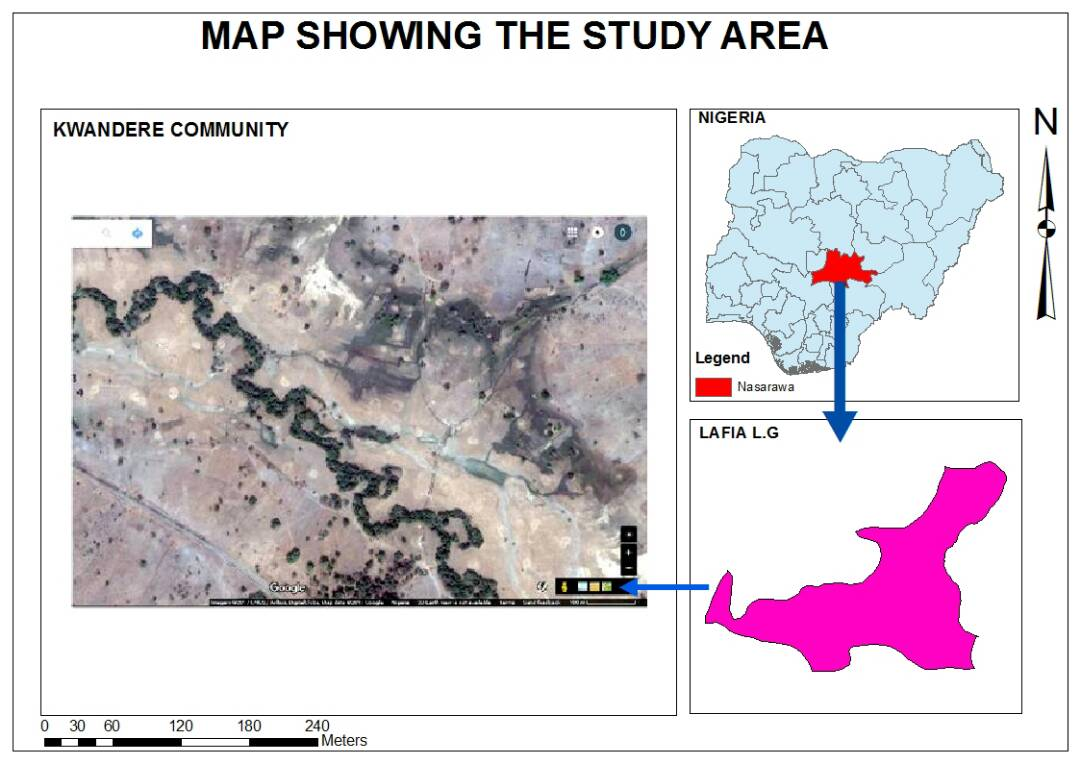 MAP SHOWING THE STUDY AREA
KWANDERE COMMUNITY
Google
NIGERIA
N
Legend
Nasarawa
LAFIA L.G
0 30 60 120 180 240
Meters